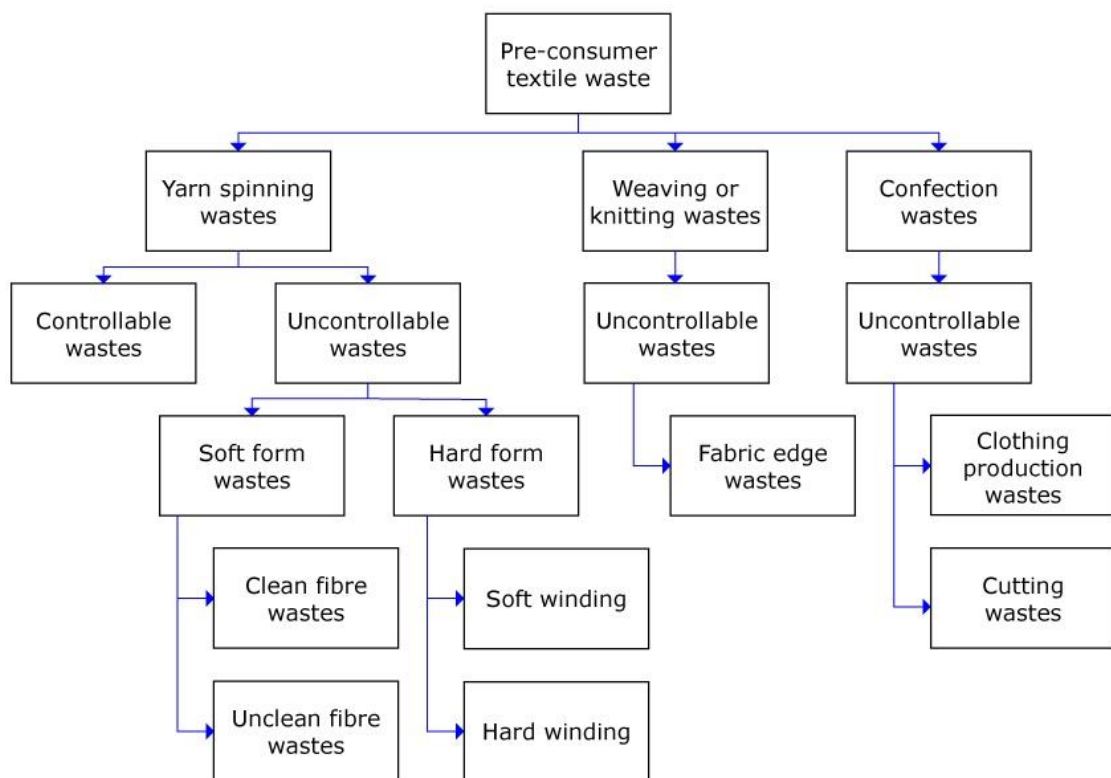 Pre-consumer
textile waste
Yarn spinning
wastes
Weaving or
knitting wastes
Confection
wastes
Controllable
wastes
Uncontrollable
wastes
Uncontrollable
wastes
Uncontrollable
wastes
Soft form
wastes
Hard form
wastes
Fabric edge
wastes
Clothing
production
wastes
Clean fibre
wastes
Soft winding
Cutting
wastes
Unclean fibre
wastes
Hard winding